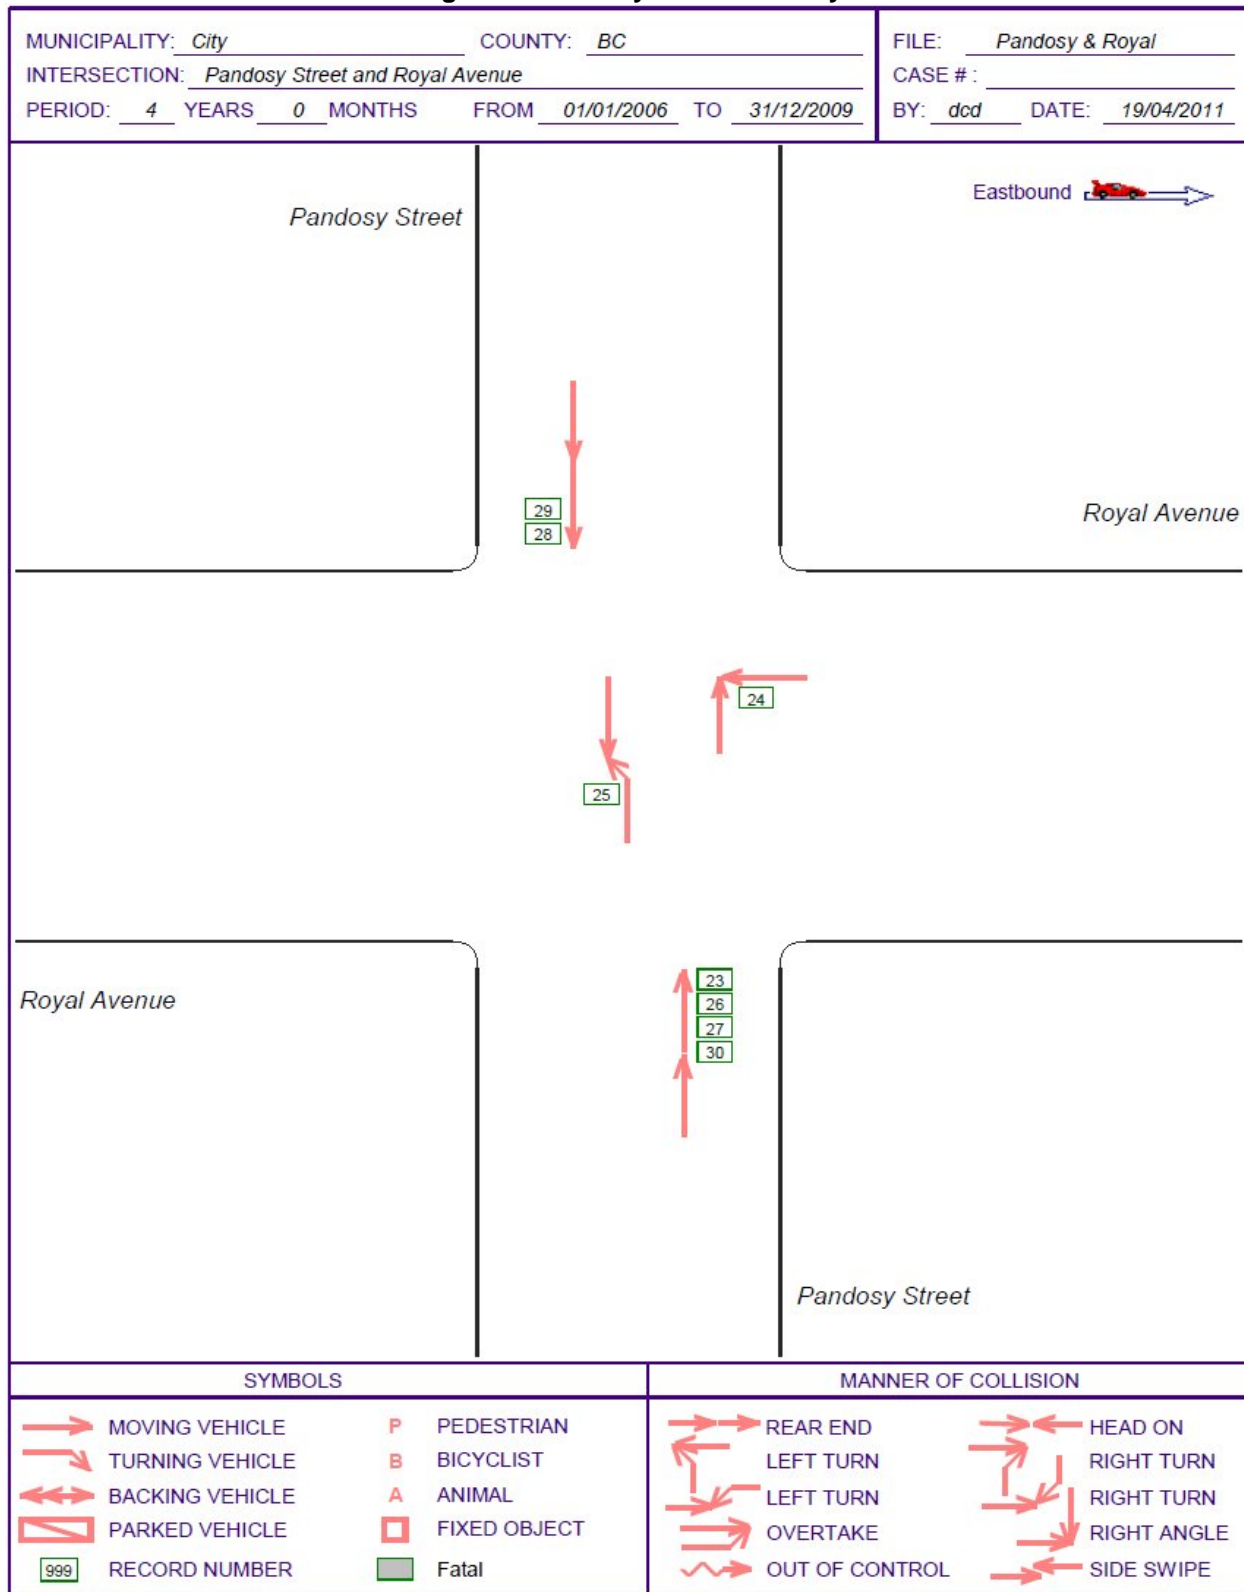 MUNICIPALITY: City COUNTY: BC
INTERSECTION: Pandosy Street and Royal Avenue
PERIOD: 4 YEARS 0 MONTHS FROM 01/01/2006 TO 31/12/2009
FILE: Pandosy & Royal
CASE # :
BY: dcd DATE: 19/04/2011
Eastbound
Pandosy Street
29
28
Royal Avenue
24
25
Royal Avenue
23
26
27
30
Pandosy Street
SYMBOLS
MOVING VEHICLE P PEDESTRIAN
TURNING VEHICLE B BICYCLIST
BACKING VEHICLE A ANIMAL
PARKED VEHICLE FIXED OBJECT
999 RECORD NUMBER Fatal
MANNER OF COLLISION
REAR END HEAD ON
LEFT TURN RIGHT TURN
LEFT TURN RIGHT TURN
OVERTAKE RIGHT ANGLE
OUT OF CONTROL SIDE SWIPE